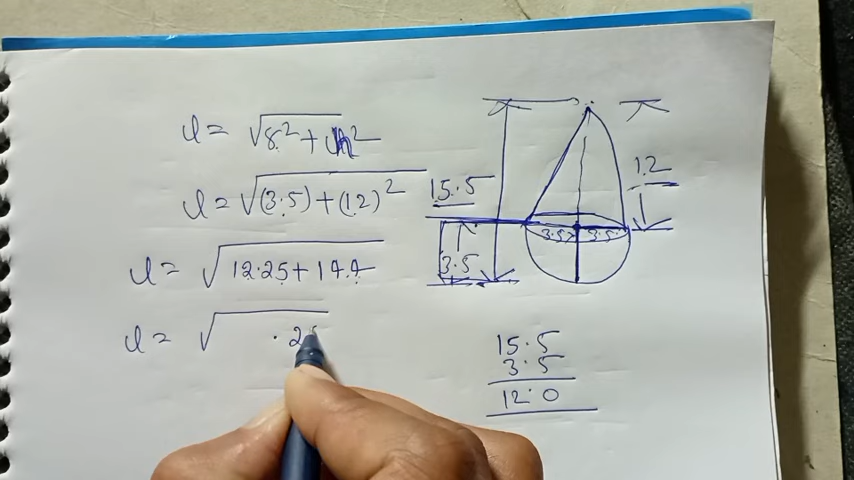 l = √8² + h²
l = √(3.5) + (12)²
l = √12.25 + 144
l = √ .25
15.5
3.5
12
3.5 3.5
15.5
3.5
12.0